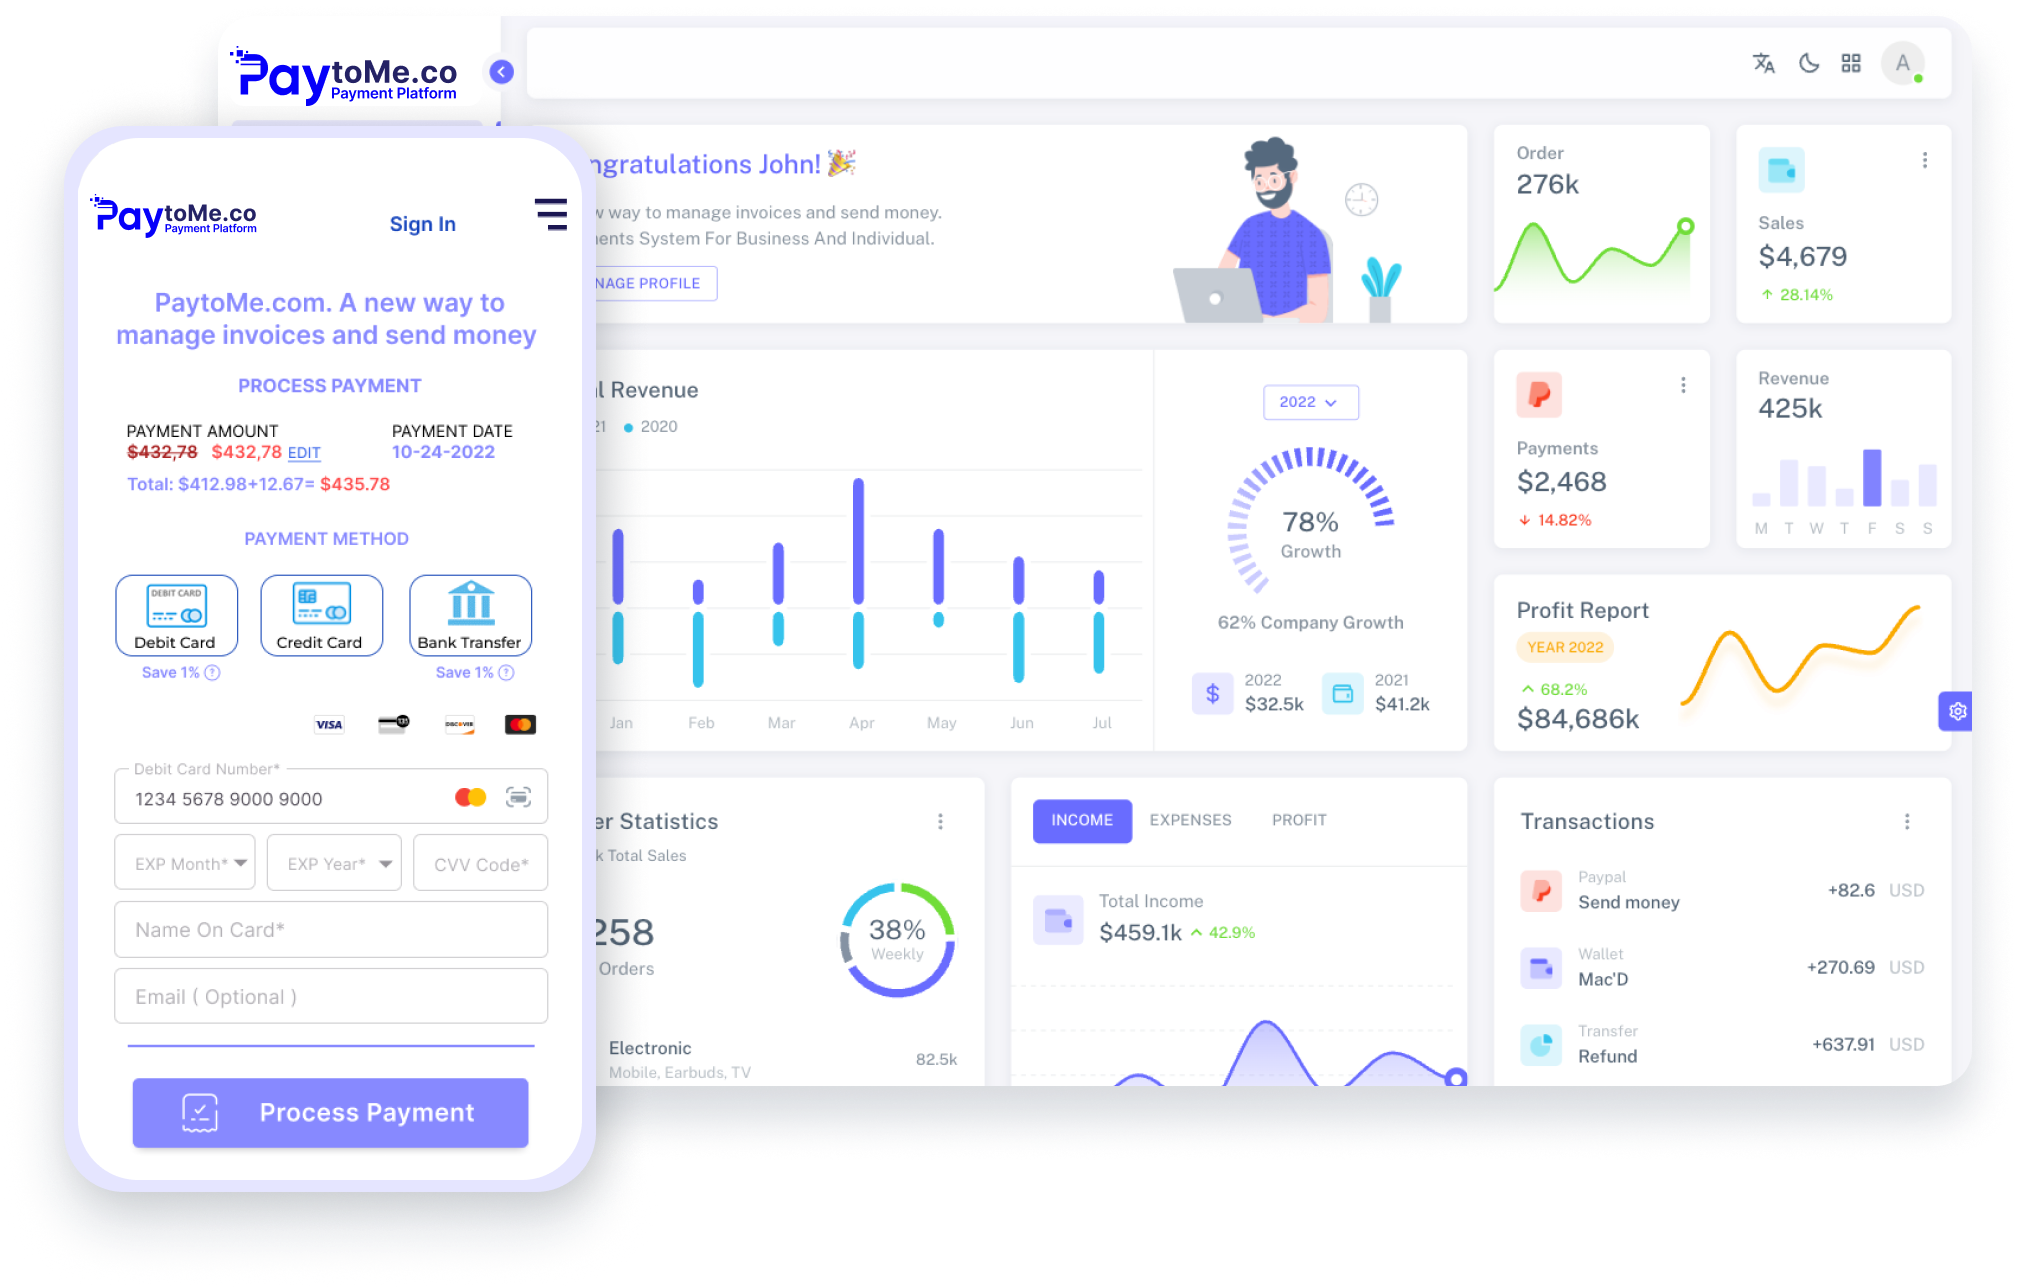 PaytoMe.co
Payment Platform
A
ngratulations John!
w way to manage invoices and send money.
ents System For Business And Individual.
NAGE PROFILE
Order
276k
Sales
$4,679
28.14%
PaytoMe.co
Payment Platform
Sign In
PaytoMe.com. A new way to
manage invoices and send money
PROCESS PAYMENT
PAYMENT AMOUNT
$432,78 $432,78 EDIT
PAYMENT DATE
10-24-2022
Total: $412.98+12.67= $435.78
PAYMENT METHOD
DEBIT CARD
Debit Card
Credit Card
Bank Transfer
Save 1% ?
Save 1% ?
VISA
DISCOVER
Debit Card Number*
1234 5678 9000 9000
EXP Month*
EXP Year*
CVV Code*
Name On Card*
Email ( Optional )
Process Payment
l Revenue
21
2020
Jan Feb Mar Apr May Jun Jul
2022
78%
Growth
62% Company Growth
2022
$32.5k
2021
$41.2k
Payments
$2,468
14.82%
Revenue
425k
M T W T F S S
Profit Report
YEAR 2022
68.2%
$84,686k
er Statistics
k Total Sales
258
Orders
38%
Weekly
Electronic
Mobile, Earbuds, TV
82.5k
INCOME
EXPENSES
PROFIT
Total Income
$459.1k
42.9%
Transactions
Paypal
Send money
+82.6 USD
Wallet
Mac'D
+270.69 USD
Transfer
Refund
+637.91 USD